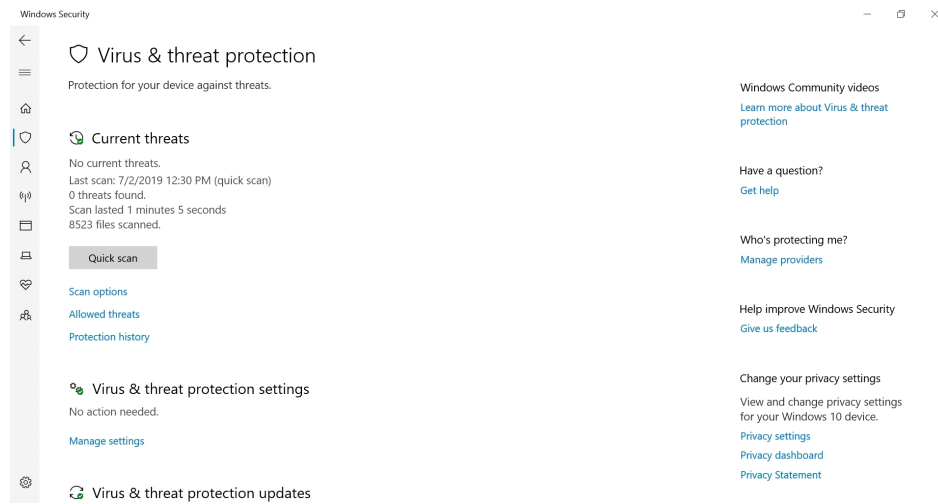 Windows Security
Virus & threat protection
Protection for your device against threats.
Current threats
No current threats.
Last scan: 7/2/2019 12:30 PM (quick scan)
0 threats found.
Scan lasted 1 minutes 5 seconds
8523 files scanned.
Quick scan
Scan options
Allowed threats
Protection history
Virus & threat protection settings
No action needed.
Manage settings
Virus & threat protection updates
Windows Community videos
Learn more about Virus & threat
protection
Have a question?
Get help
Who's protecting me?
Manage providers
Help improve Windows Security
Give us feedback
Change your privacy settings
View and change privacy settings
for your Windows 10 device.
Privacy settings
Privacy dashboard
Privacy Statement